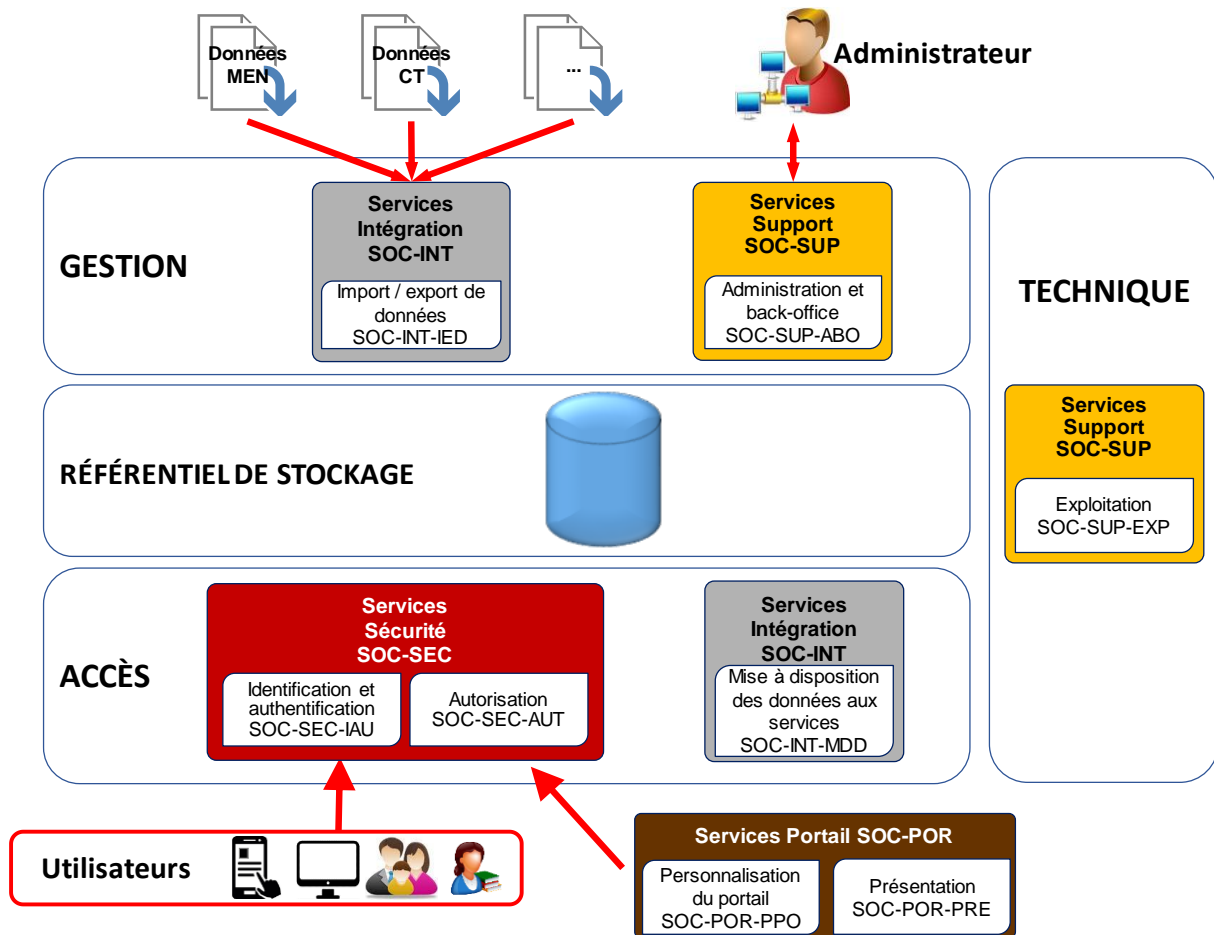 Données
MEN
Données
CT
...
Administrateur
GESTION
Services
Intégration
SOC-INT
Import / export de
données
SOC-INT-IED
Services
Support
SOC-SUP
Administration et
back-office
SOC-SUP-ABO
TECHNIQUE
Services
Support
SOC-SUP
Exploitation
SOC-SUP-EXP
RÉFÉRENTIEL DE STOCKAGE
ACCÈS
Services
Sécurité
SOC-SEC
Identification et
authentification
SOC-SEC-IAU
Autorisation
SOC-SEC-AUT
Services
Intégration
SOC-INT
Mise à disposition
des données aux
services
SOC-INT-MDD
Utilisateurs
Services Portail SOC-POR
Personnalisation
du portail
SOC-POR-PPO
Présentation
SOC-POR-PRE